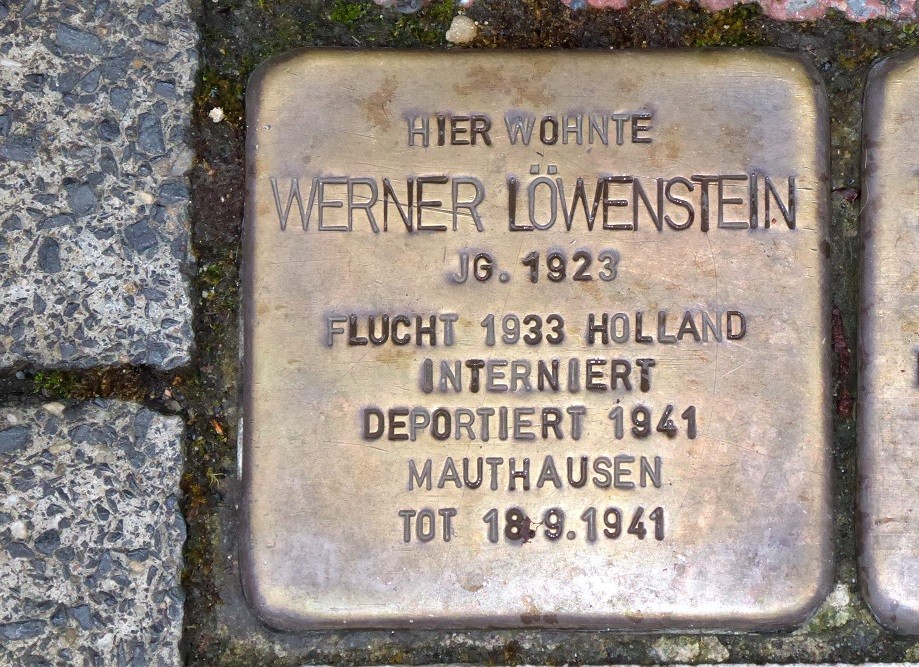 HIER WOHNTE
WERNER LÖWENSTEIN
JG. 1923
FLUCHT 1933 HOLLAND
INTERNIERT
DEPORTIERT 1941
MAUTHAUSEN
TOT 18.9.1941